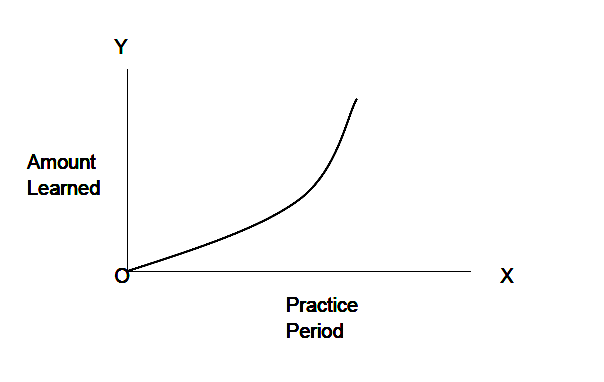 Y
Amount
Learned
O
X
Practice
Period